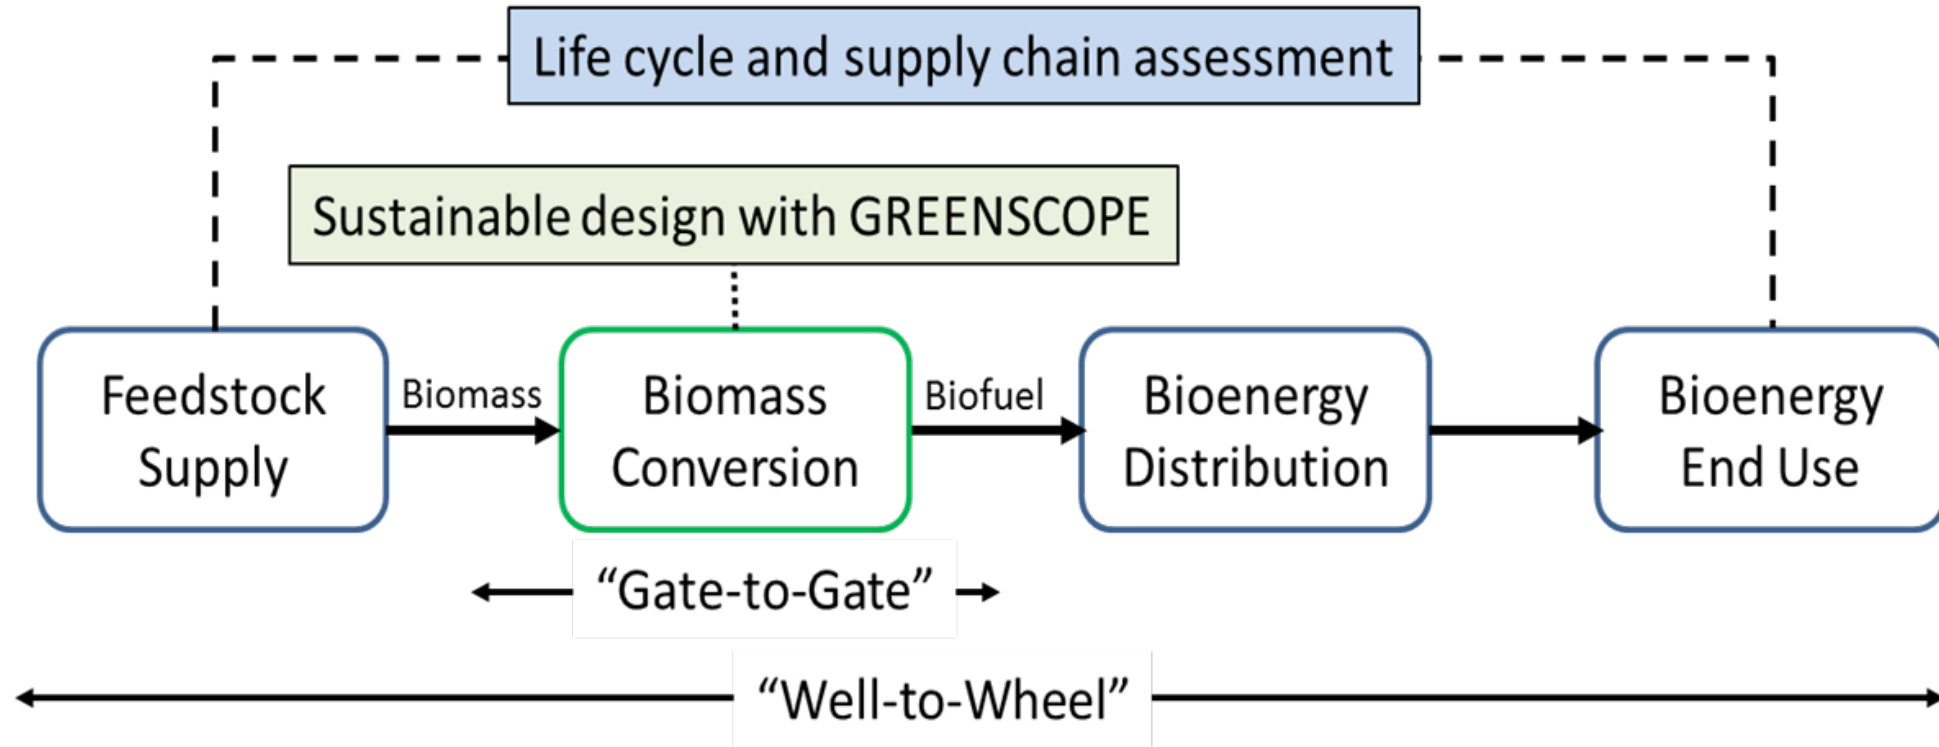 Life cycle and supply chain assessment
Sustainable design with GREENSCOPE
Feedstock
Supply
Biomass
Biomass
Conversion
Biofuel
Bioenergy
Distribution
Bioenergy
End Use
“Gate-to-Gate”
“Well-to-Wheel”